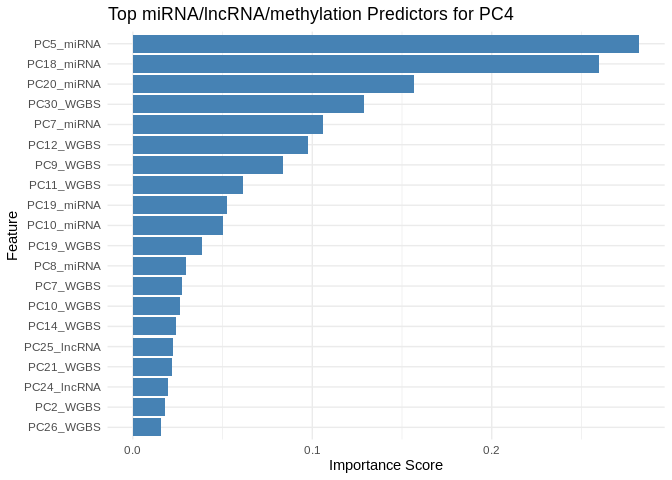 Top miRNA/lncRNA/methylation Predictors for PC4
Feature
PC5_miRNA
PC18_miRNA
PC20_miRNA
PC30_WGBS
PC7_miRNA
PC12_WGBS
PC9_WGBS
PC11_WGBS
PC19_miRNA
PC10_miRNA
PC19_WGBS
PC8_miRNA
PC7_WGBS
PC10_WGBS
PC14_WGBS
PC25_lncRNA
PC21_WGBS
PC24_lncRNA
PC2_WGBS
PC26_WGBS
0.0 0.1 0.2
Importance Score